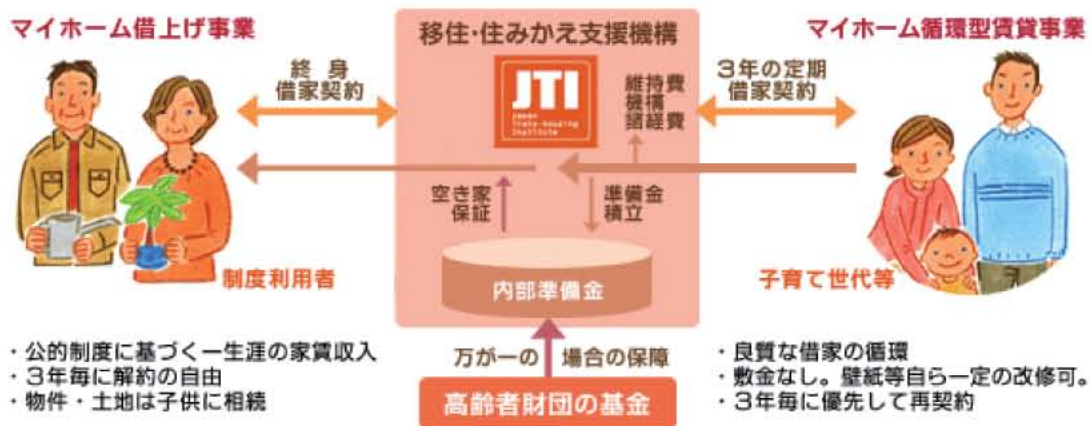 マイホーム借上げ事業
移住・住みかえ支援機構
マイホーム循環型賃貸事業
終身
借家契約
JTI
Japan
Trans-housing
Institute
維持費
機構
諸経費
3年の定期
借家契約
空き家
保証
準備金
積立
制度利用者
内部準備金
子育て世代等
・公的制度に基づく一生涯の家賃収入
・3年毎に解約の自由
・物件・土地は子供に相続
万が一の 場合の保障
高齢者財団の基金
・良質な借家の循環
・敷金なし。壁紙等自ら一定の改修可。
・3年毎に優先して再契約